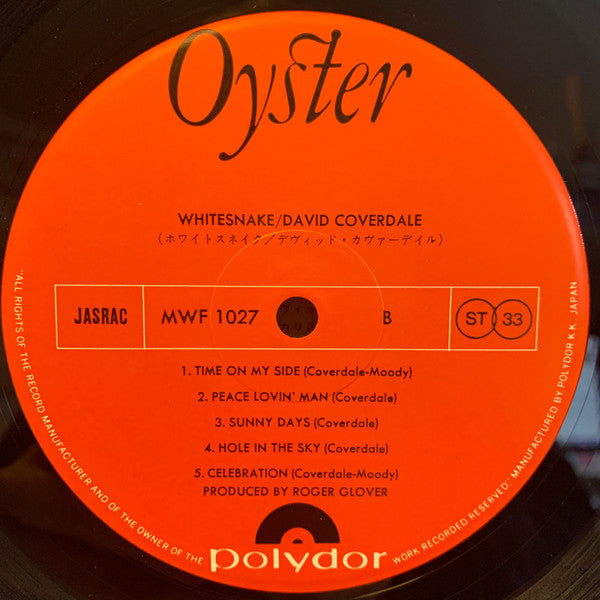 Oyster
WHITESNAKE/DAVID COVERDALE
(ホワイトスネイク/デヴィッド・カヴァーデイル)
JASRAC
MWF 1027
B
ST 33
1. TIME ON MY SIDE (Coverdale-Moody)
2. PEACE LOVIN' MAN (Coverdale)
3. SUNNY DAYS (Coverdale)
4. HOLE IN THE SKY (Coverdale)
5. CELEBRATION (Coverdale-Moody)
PRODUCED BY ROGER GLOVER
polydor
"ALL RIGHTS OF THE RECORD MANUFACTURER AND OF THE OWNER OF THE WORK RECORDED RESERVED." MANUFACTURED BY POLYDOR K.K. JAPAN